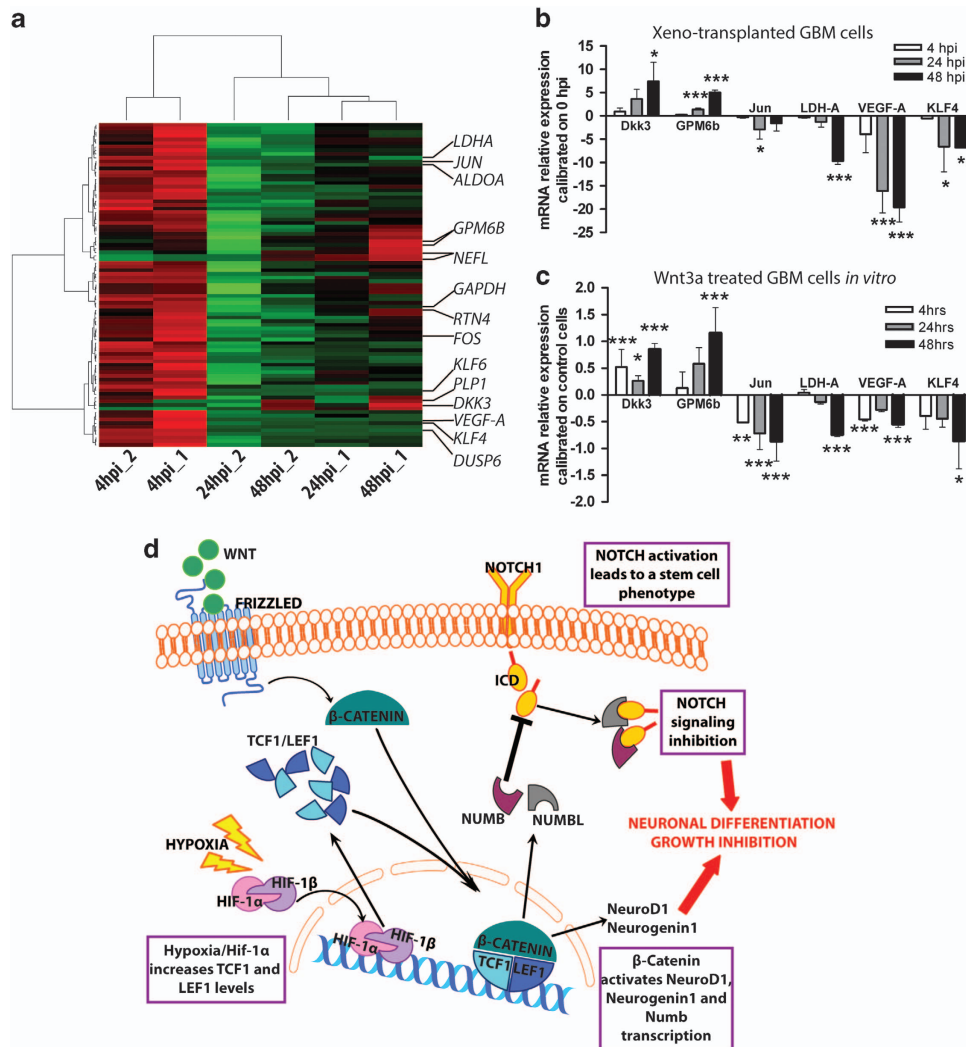 a
LDHA
JUN
ALDOA
GPM6B
NEFL
GAPDH
RTN4
FOS
KLF6
PLP1
DKK3
VEGF-A
KLF4
DUSP6
4hpi_2
4hpi_1
24hpi_2
48hpi_2
24hpi_1
48hpi_1
b
Xeno-transplanted GBM cells
mRNA relative expression
calibrated on 0 hpi
15
10
5
0
-5
-10
-15
-20
-25
4 hpi
24 hpi
48 hpi
Dkk3
GPM6b
Jun
LDH-A
VEGF-A
KLF4
*
***
***
*
***
***
***
*
*
c
Wnt3a treated GBM cells in vitro
mRNA relative expression
calibrated on control cells
2.0
1.5
1.0
0.5
0.0
-0.5
-1.0
-1.5
-2.0
4hrs
24hrs
48hrs
Dkk3
GPM6b
Jun
LDH-A
VEGF-A
KLF4
***
*
***
***
**
***
***
***
***
***
*
d
WNT
FRIZZLED
NOTCH1
NOTCH activation
leads to a stem cell
phenotype
ICD
β-CATENIN
NOTCH
signaling
inhibition
TCF1/LEF1
NUMB
NUMBL
NEURONAL DIFFERENTIATION
GROWTH INHIBITION
HYPOXIA
HIF-1β
HIF-1α
HIF-1β
HIF-1α
β-CATENIN
TCF1
LEF1
NeuroD1
Neurogenin1
Hypoxia/Hif-1α
increases TCF1 and
LEF1 levels
β-Catenin
activates NeuroD1,
Neurogenin1 and
Numb
transcription